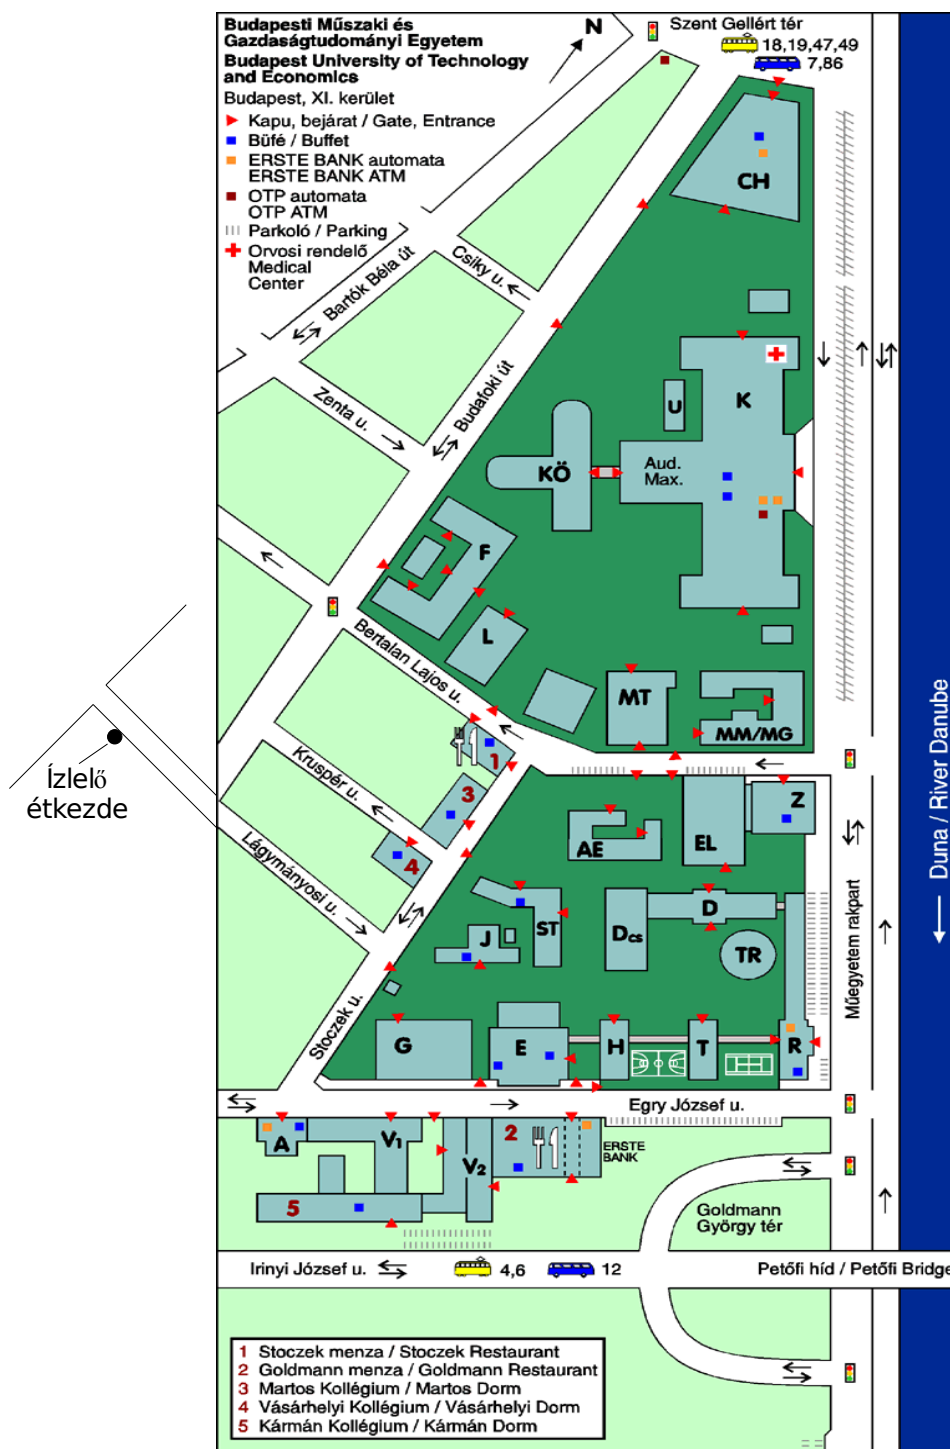 Budapesti Műszaki és
Gazdaságtudományi Egyetem
Budapest University of Technology
and Economics
Budapest, XI. kerület
Kapu, bejárat / Gate, Entrance
Büfé / Buffet
ERSTE BANK automata
ERSTE BANK ATM
OTP automata
OTP ATM
Parkoló / Parking
Orvosi rendelő
Medical
Center
N
Szent Gellért tér
18,19,47,49
7,86
CH
Csiky u.
Bartók Béla út
Zenta u.
Budafoki út
U
K
KÖ
Aud.
Max.
F
L
Bertalan Lajos u.
MT
MM/MG
1
Kruspér u.
3
4
Ízlelő
étkezde
Lágymányosi u.
Z
AE
EL
D
ST
Dcs
J
TR
Duna / River Danube
Műegyetem rakpart
Stoczek u.
G
E
H
T
R
Egry József u.
A
V1
V2
2
ERSTE
BANK
5
Goldmann
György tér
Irinyi József u.
4,6
12
Petőfi híd / Petőfi Bridge
1 Stoczek menza / Stoczek Restaurant
2 Goldmann menza / Goldmann Restaurant
3 Martos Kollégium / Martos Dorm
4 Vásárhelyi Kollégium / Vásárhelyi Dorm
5 Kármán Kollégium / Kármán Dorm